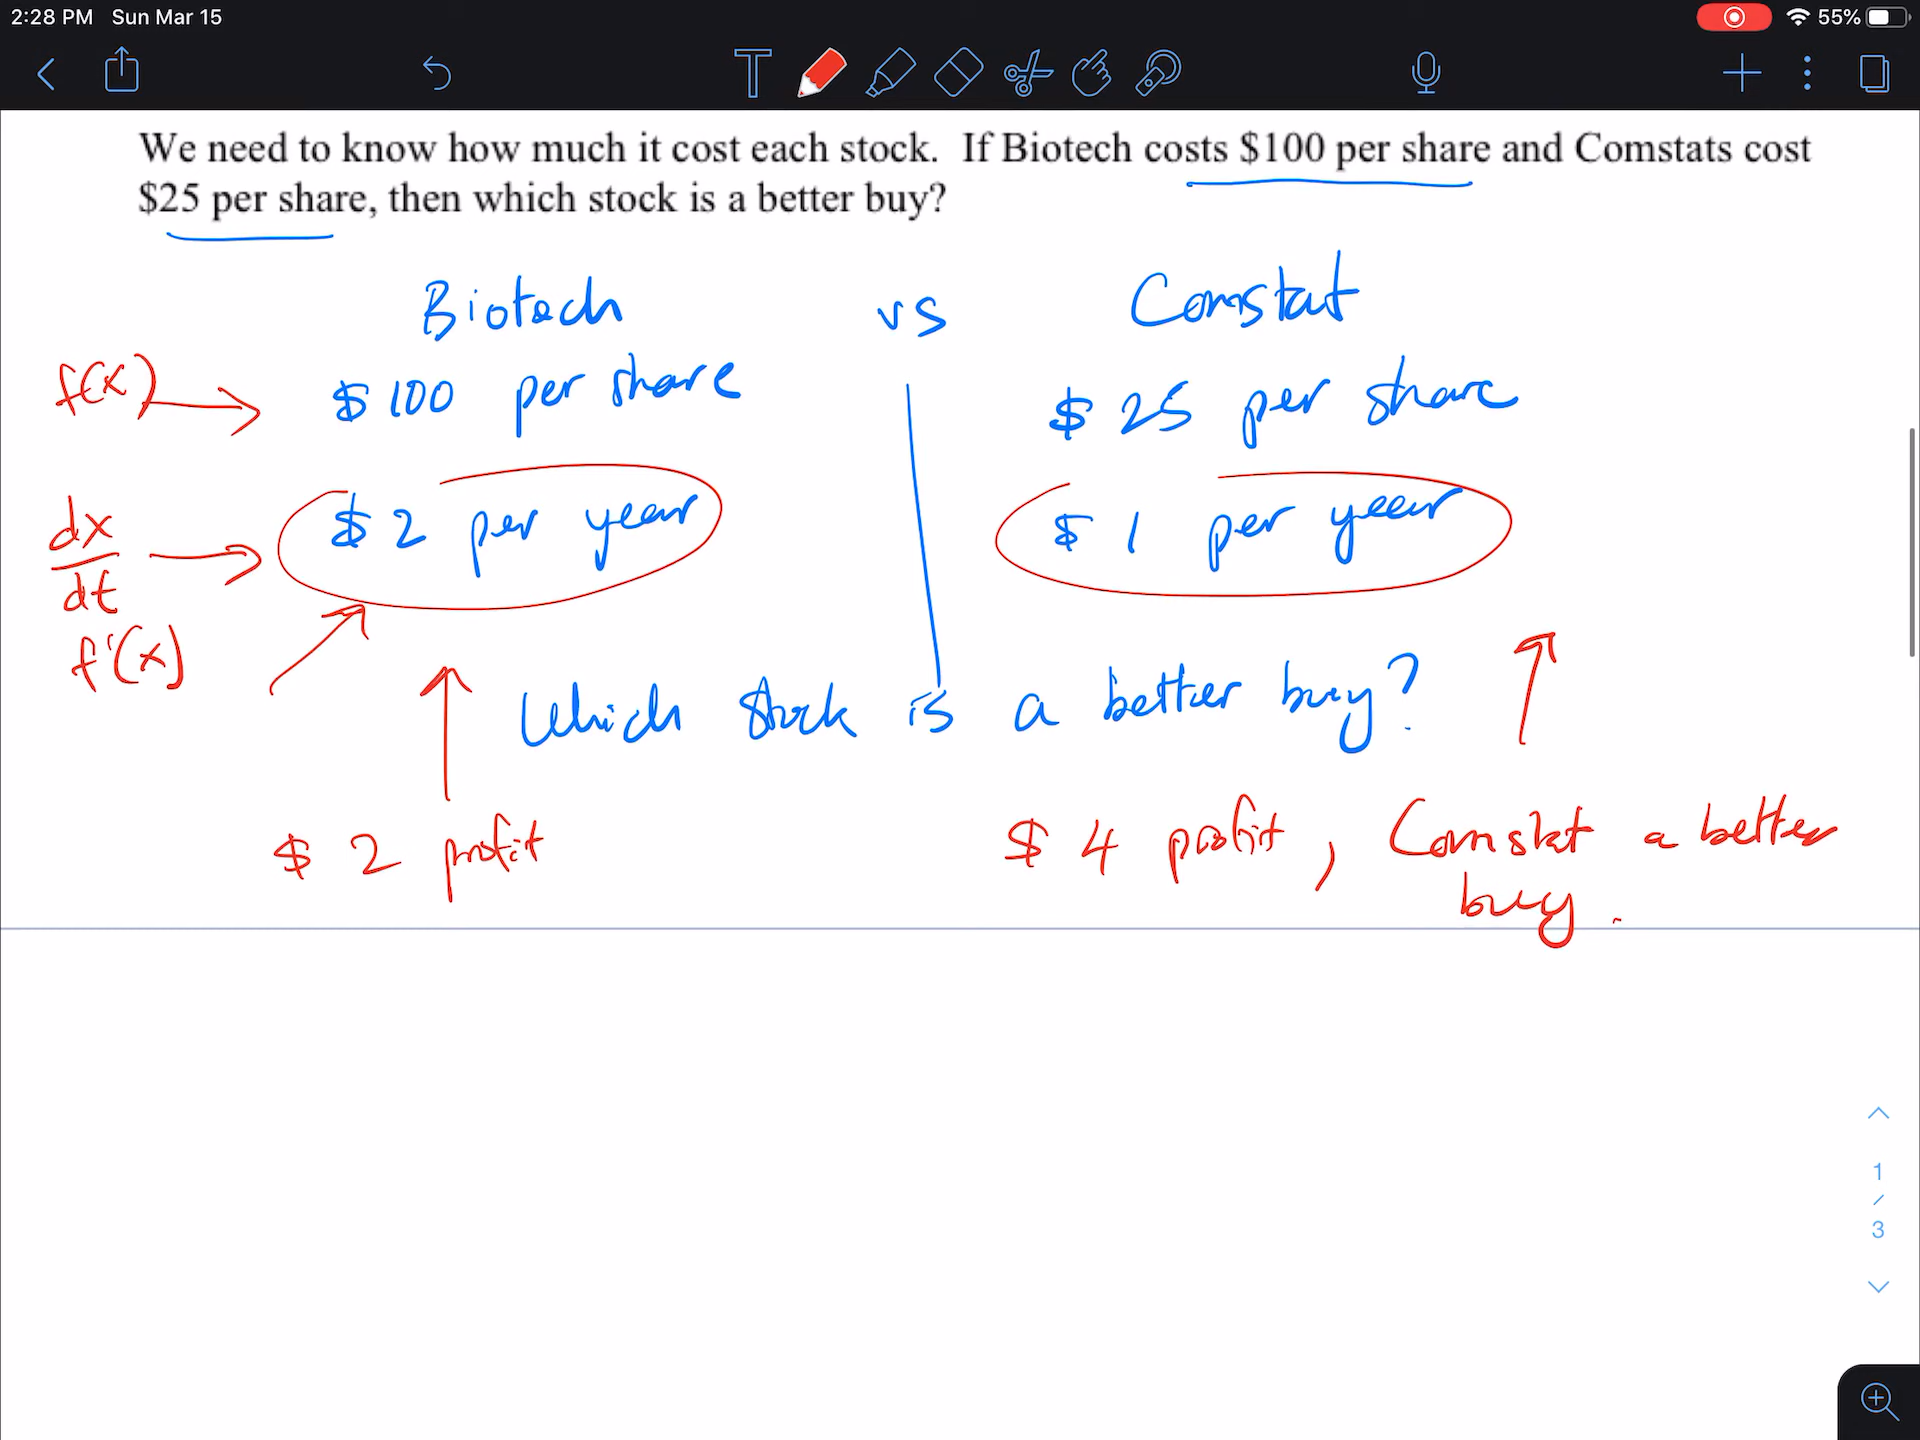 2:28 PM Sun Mar 15 55%
T
We need to know how much it cost each stock. If Biotech costs $100 per share and Comstats cost
$25 per share, then which stock is a better buy?
Biotech vs Comstat
f(x) $100 per share $25 per share
dx/dt $2 per year $1 per year
f'(x)
Which stock is a better buy?
$2 profit $4 profit, Comstat a better
buy.
1
/
3